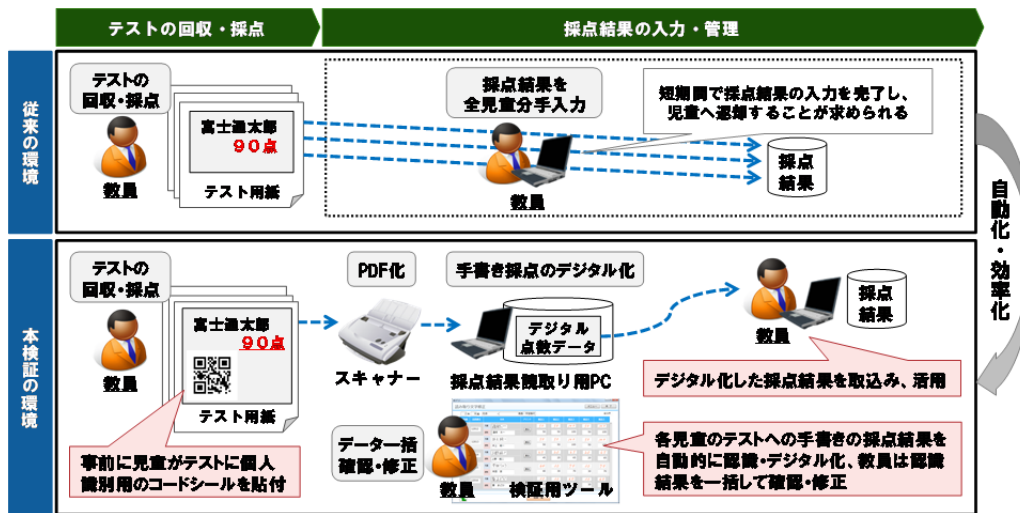 テストの回収・採点
採点結果の入力・管理
従来の環境
テストの
回収・採点
教員
富士通太郎
90点
テスト用紙
採点結果を
全児童分手入力
教員
短期間で採点結果の入力を完了し、
児童へ返却することが求められる
採点
結果
自動化・効率化
本検証の環境
テストの
回収・採点
教員
富士通太郎
90点
テスト用紙
事前に児童がテストに個人
識別用のコードシールを貼付
PDF化
スキャナー
手書き採点のデジタル化
デジタル
点数データ
採点結果読取り用PC
教員
採点
結果
デジタル化した採点結果を取込み、活用
データ一括
確認・修正
教員
検証用ツール
各児童のテストへの手書きの採点結果を
自動的に認識・デジタル化、教員は認識
結果を一括して確認・修正